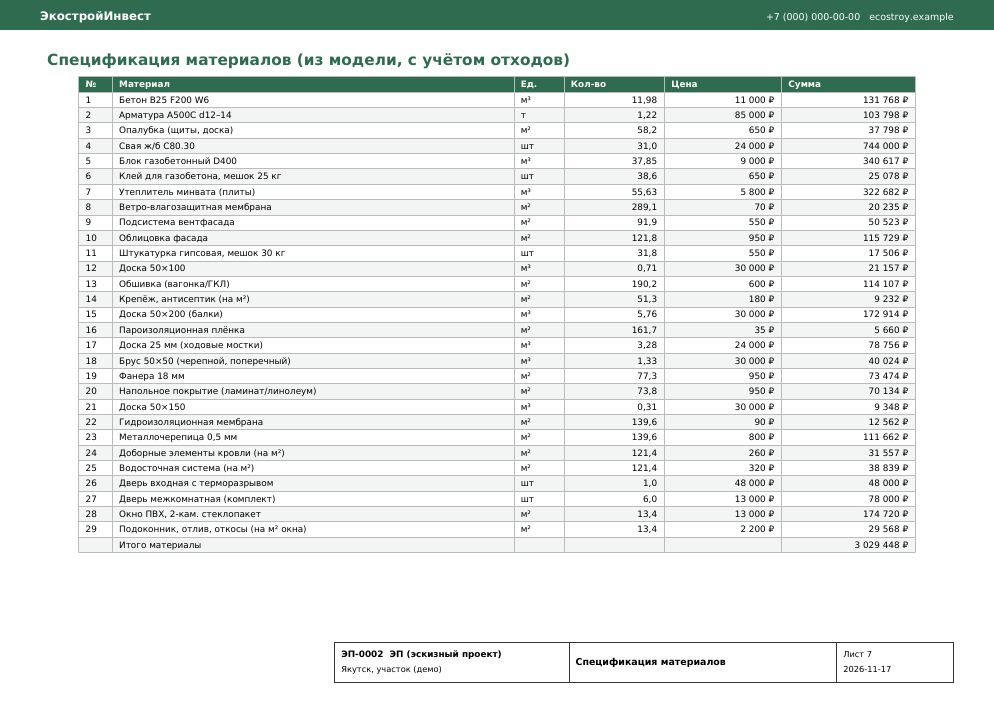 ЭкостройИнвест
+7 (000) 000-00-00 ecostroy.example
Спецификация материалов (из модели, с учётом отходов)
№ Материал Ед. Кол-во Цена Сумма
1 Бетон B25 F200 W6 м³ 11,98 11 000 ₽ 131 768 ₽
2 Арматура А500С d12–14 т 1,22 85 000 ₽ 103 798 ₽
3 Опалубка (щиты, доска) м² 58,2 650 ₽ 37 798 ₽
4 Свая ж/б С80.30 шт 31,0 24 000 ₽ 744 000 ₽
5 Блок газобетонный D400 м³ 37,85 9 000 ₽ 340 617 ₽
6 Клей для газобетона, мешок 25 кг шт 38,6 650 ₽ 25 078 ₽
7 Утеплитель минвата (плиты) м³ 55,63 5 800 ₽ 322 682 ₽
8 Ветро-влагозащитная мембрана м² 289,1 70 ₽ 20 235 ₽
9 Подсистема вентфасада м² 91,9 550 ₽ 50 523 ₽
10 Облицовка фасада м² 121,8 950 ₽ 115 729 ₽
11 Штукатурка гипсовая, мешок 30 кг шт 31,8 550 ₽ 17 506 ₽
12 Доска 50×100 м³ 0,71 30 000 ₽ 21 157 ₽
13 Обшивка (вагонка/ГКЛ) м² 190,2 600 ₽ 114 107 ₽
14 Крепёж, антисептик (на м²) м² 51,3 180 ₽ 9 232 ₽
15 Доска 50×200 (балки) м³ 5,76 30 000 ₽ 172 914 ₽
16 Пароизоляционная плёнка м² 161,7 35 ₽ 5 660 ₽
17 Доска 25 мм (ходовые мостки) м³ 3,28 24 000 ₽ 78 756 ₽
18 Брус 50×50 (черепной, поперечный) м³ 1,33 30 000 ₽ 40 024 ₽
19 Фанера 18 мм м² 77,3 950 ₽ 73 474 ₽
20 Напольное покрытие (ламинат/линолеум) м² 73,8 950 ₽ 70 134 ₽
21 Доска 50×150 м³ 0,31 30 000 ₽ 9 348 ₽
22 Гидроизоляционная мембрана м² 139,6 90 ₽ 12 562 ₽
23 Металлочерепица 0,5 мм м² 139,6 800 ₽ 111 662 ₽
24 Доборные элементы кровли (на м²) м² 121,4 260 ₽ 31 557 ₽
25 Водосточная система (на м²) м² 121,4 320 ₽ 38 839 ₽
26 Дверь входная с терморазрывом шт 1,0 48 000 ₽ 48 000 ₽
27 Дверь межкомнатная (комплект) шт 6,0 13 000 ₽ 78 000 ₽
28 Окно ПВХ, 2-кам. стеклопакет м² 13,4 13 000 ₽ 174 720 ₽
29 Подоконник, отлив, откосы (на м² окна) м² 13,4 2 200 ₽ 29 568 ₽
Итого материалы 3 029 448 ₽
ЭП-0002 ЭП (эскизный проект)
Якутск, участок (демо)
Спецификация материалов
Лист 7
2026-11-17